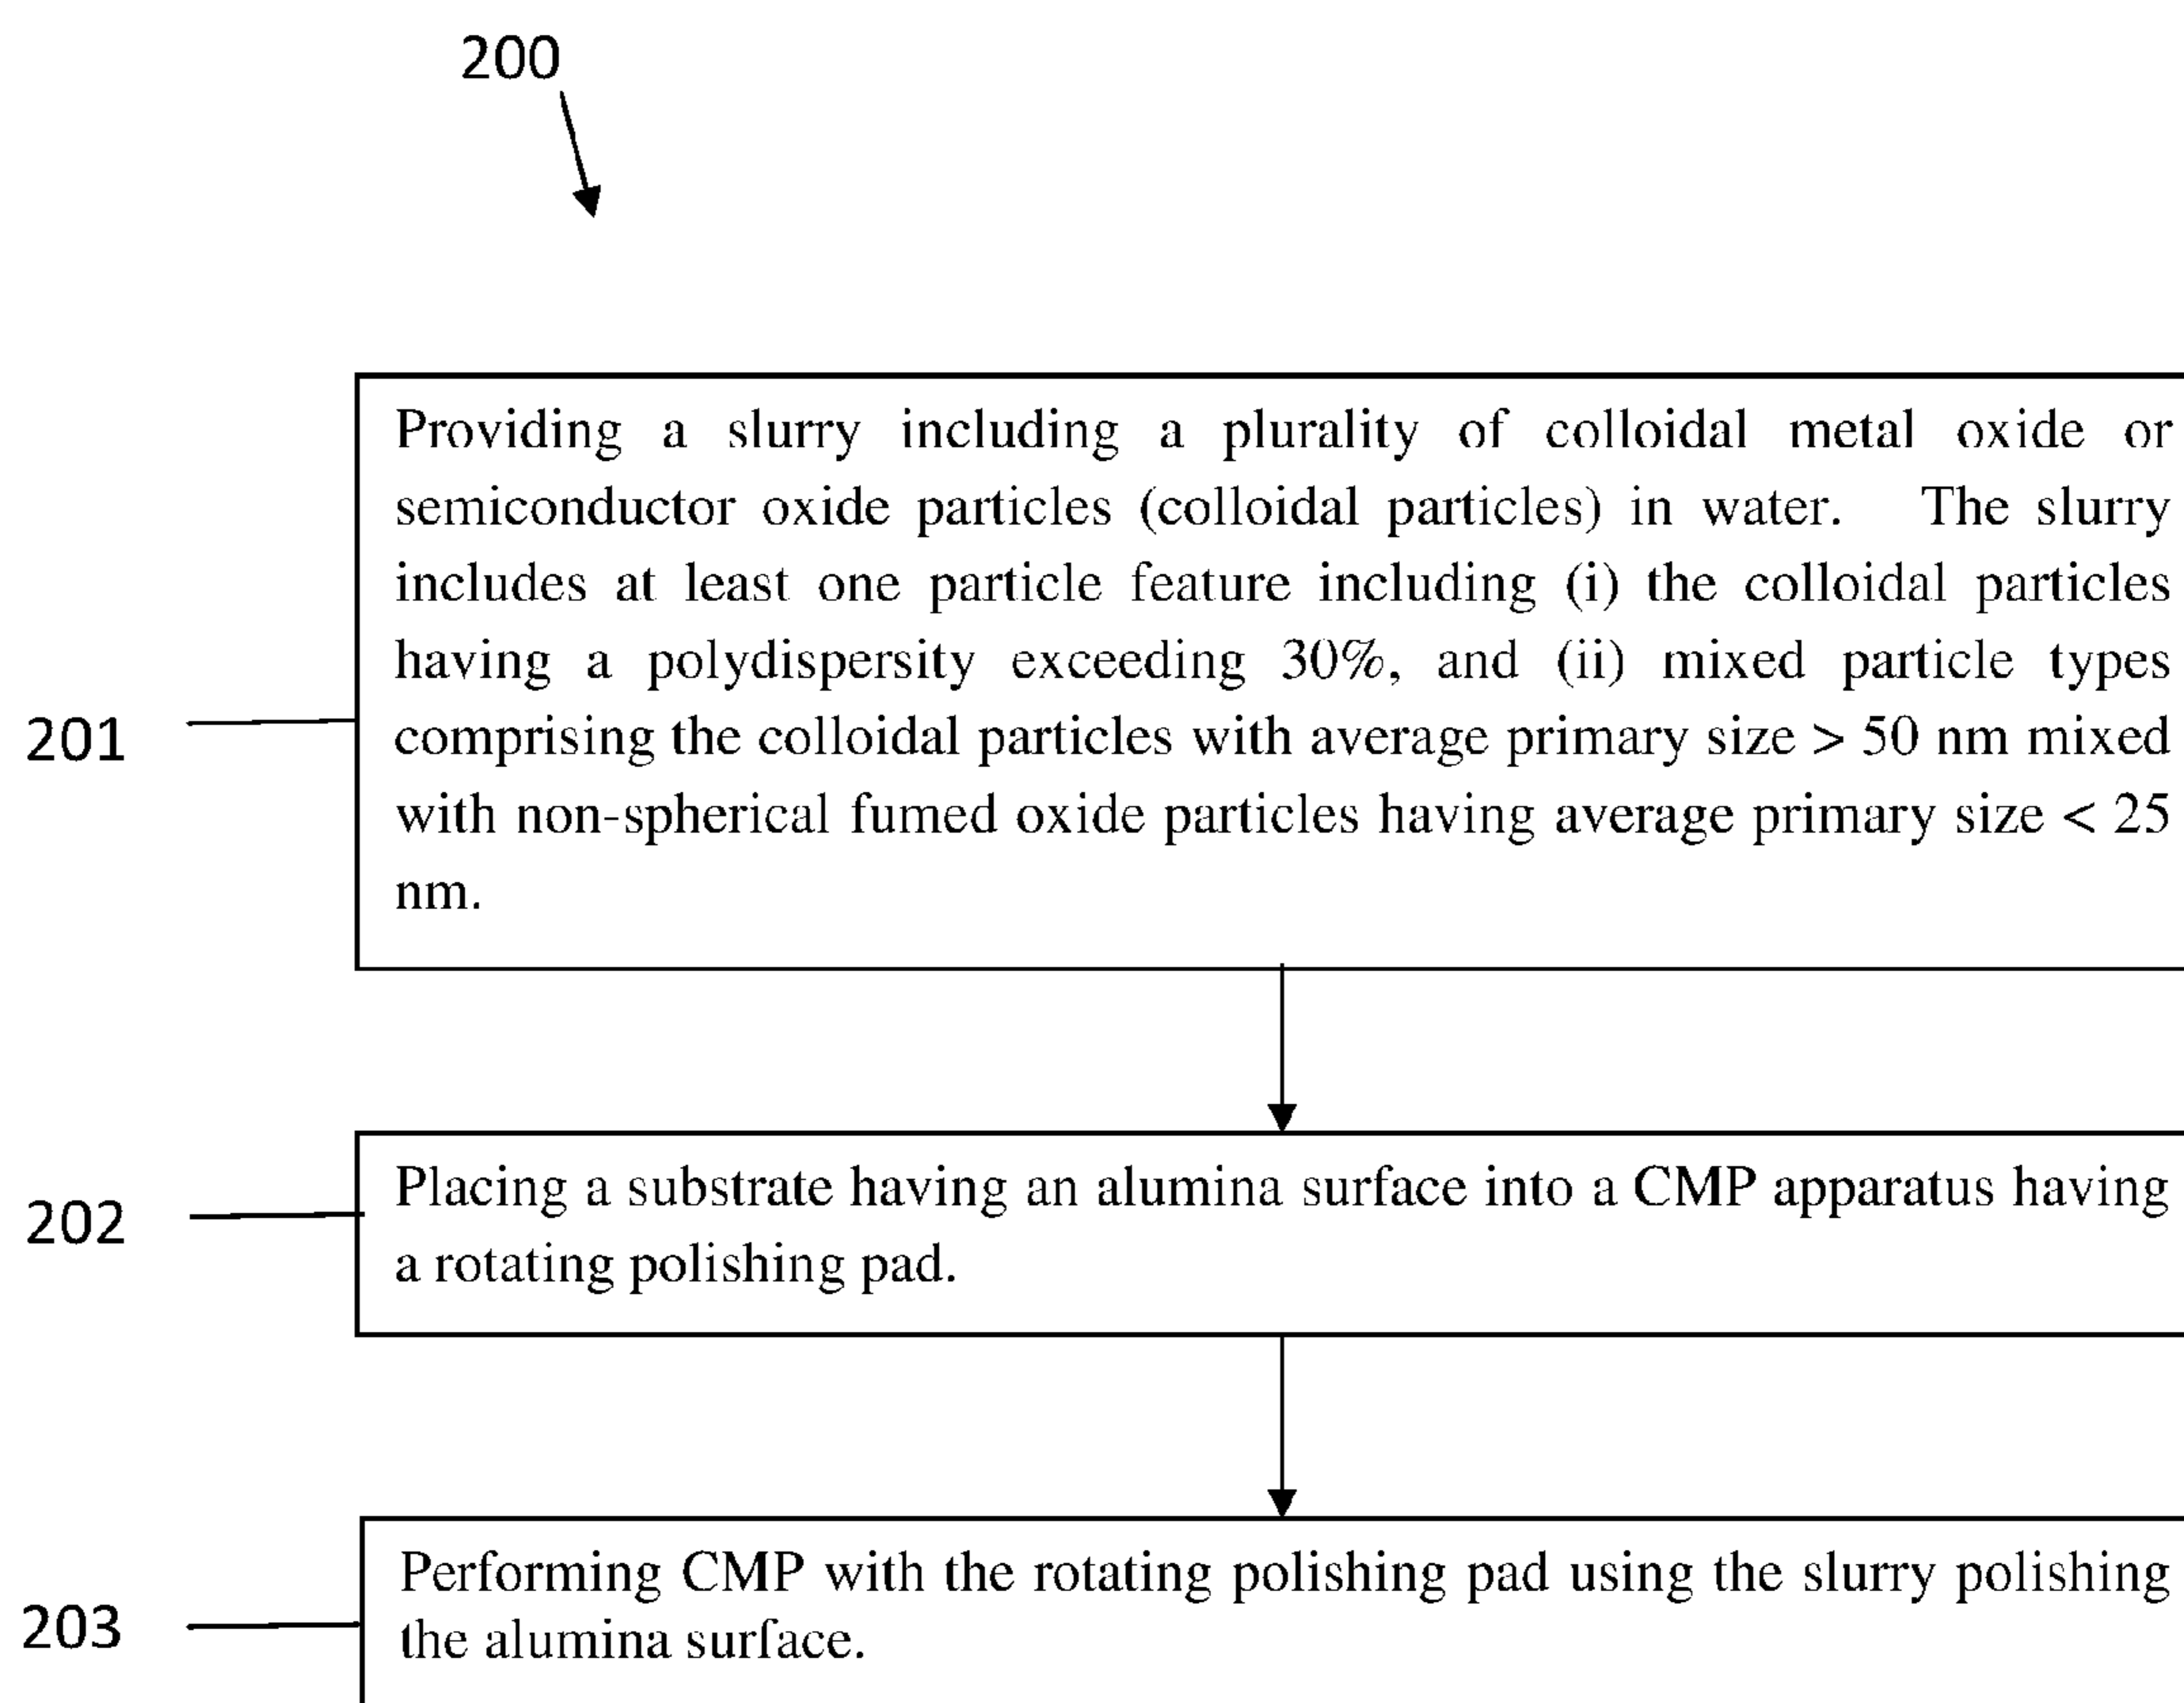 200
Providing a slurry including a plurality of colloidal metal oxide or
semiconductor oxide particles (colloidal particles) in water. The slurry
includes at least one particle feature including (i) the colloidal particles
having a polydispersity exceeding 30%, and (ii) mixed particle types
comprising the colloidal particles with average primary size > 50 nm mixed
with non-spherical fumed oxide particles having average primary size < 25
nm.
201
Placing a substrate having an alumina surface into a CMP apparatus having
a rotating polishing pad.
202
Performing CMP with the rotating polishing pad using the slurry polishing
the alumina surface.
203